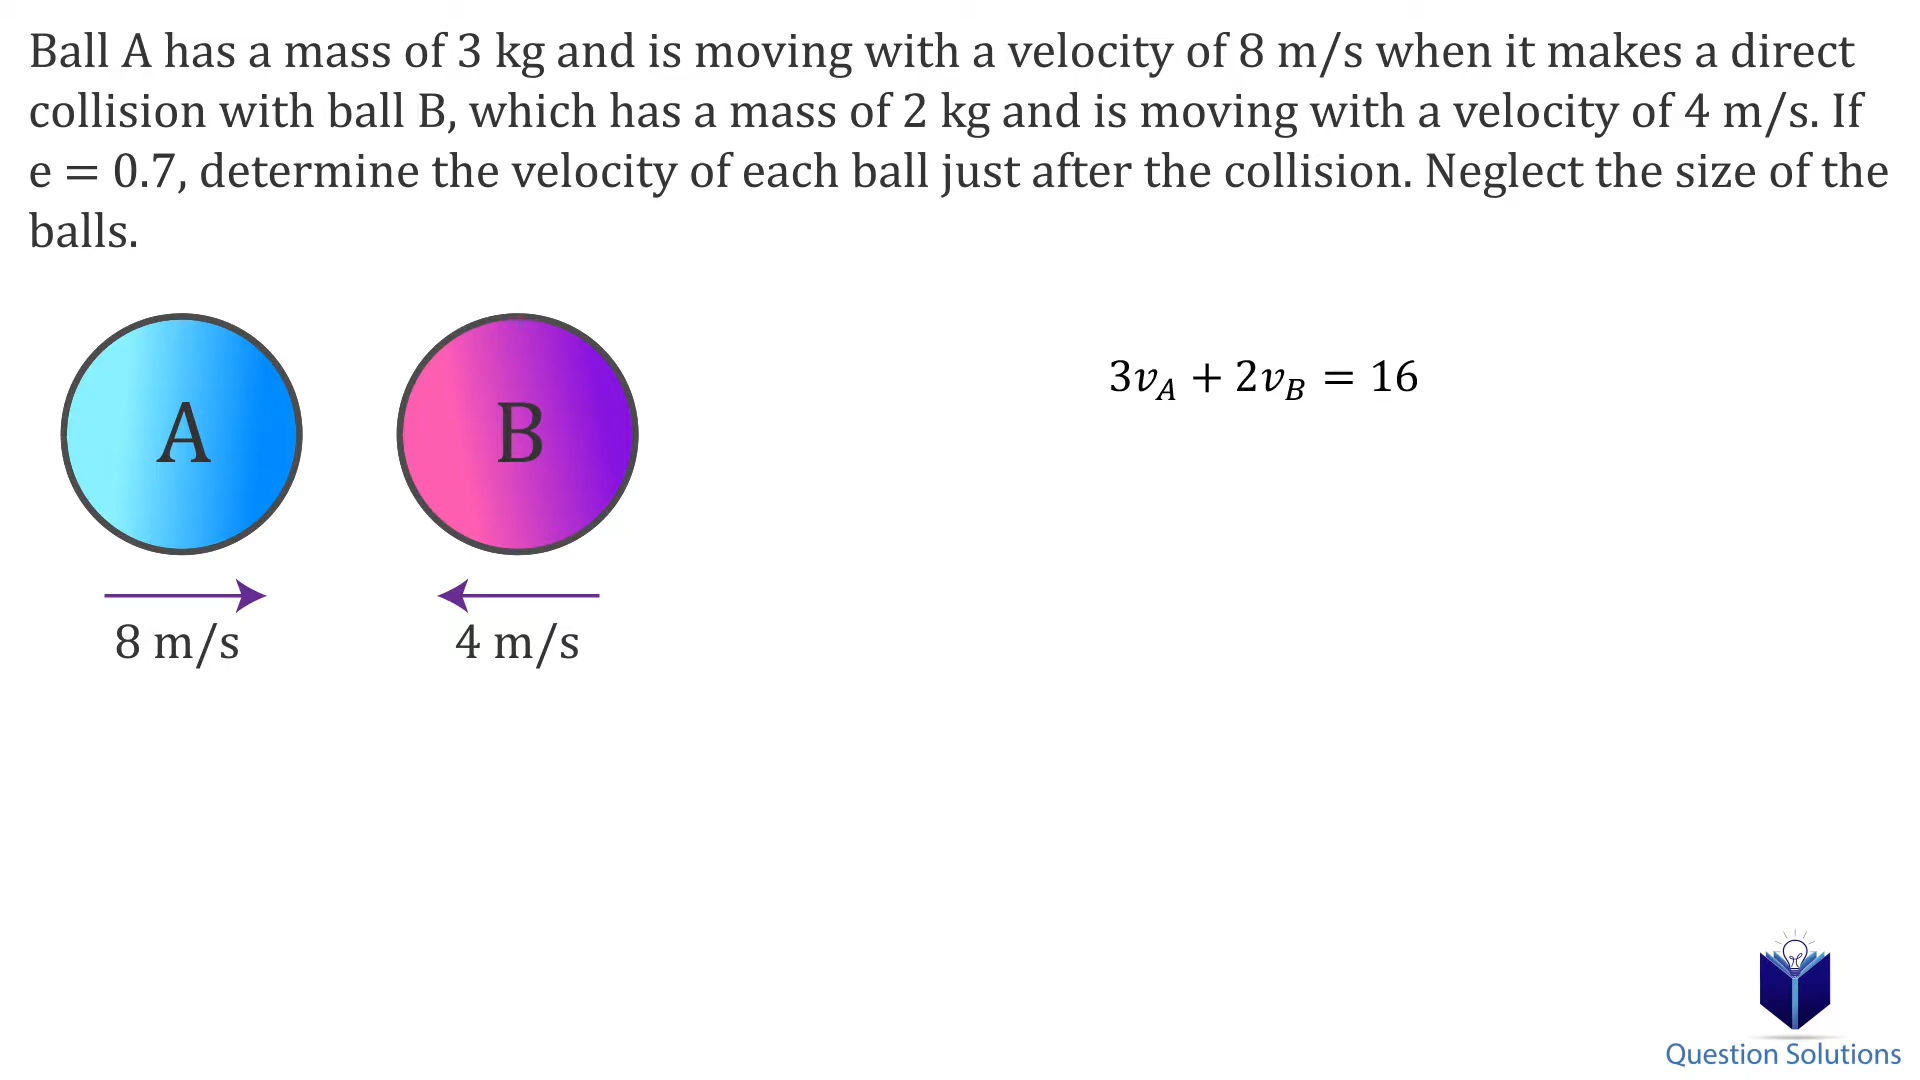 Ball A has a mass of 3 kg and is moving with a velocity of 8 m/s when it makes a direct
collision with ball B, which has a mass of 2 kg and is moving with a velocity of 4 m/s. If
e = 0.7, determine the velocity of each ball just after the collision. Neglect the size of the
balls.
A
B
3v_A + 2v_B = 16
8 m/s
4 m/s
Question Solutions